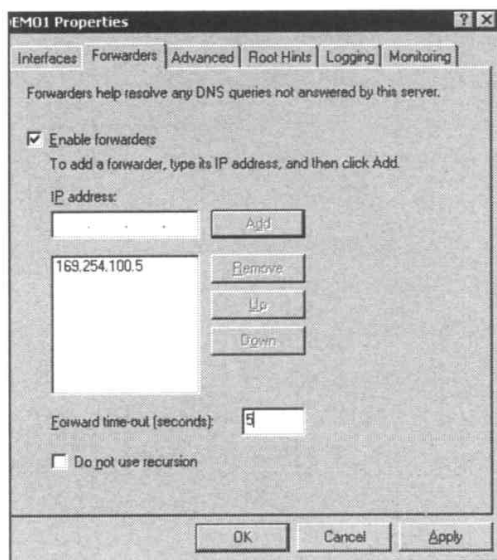 EMO1 Properties
Interfaces Forwarders Advanced Root Hints Logging Monitoring
Forwarders help resolve any DNS queries not answered by this server.
Enable forwarders
To add a forwarder, type its IP address, and then click Add.
IP address:
Add
169.254.100.5
Remove
Up
Down
Forward time-out (seconds): 5
Do not use recursion
OK Cancel Apply